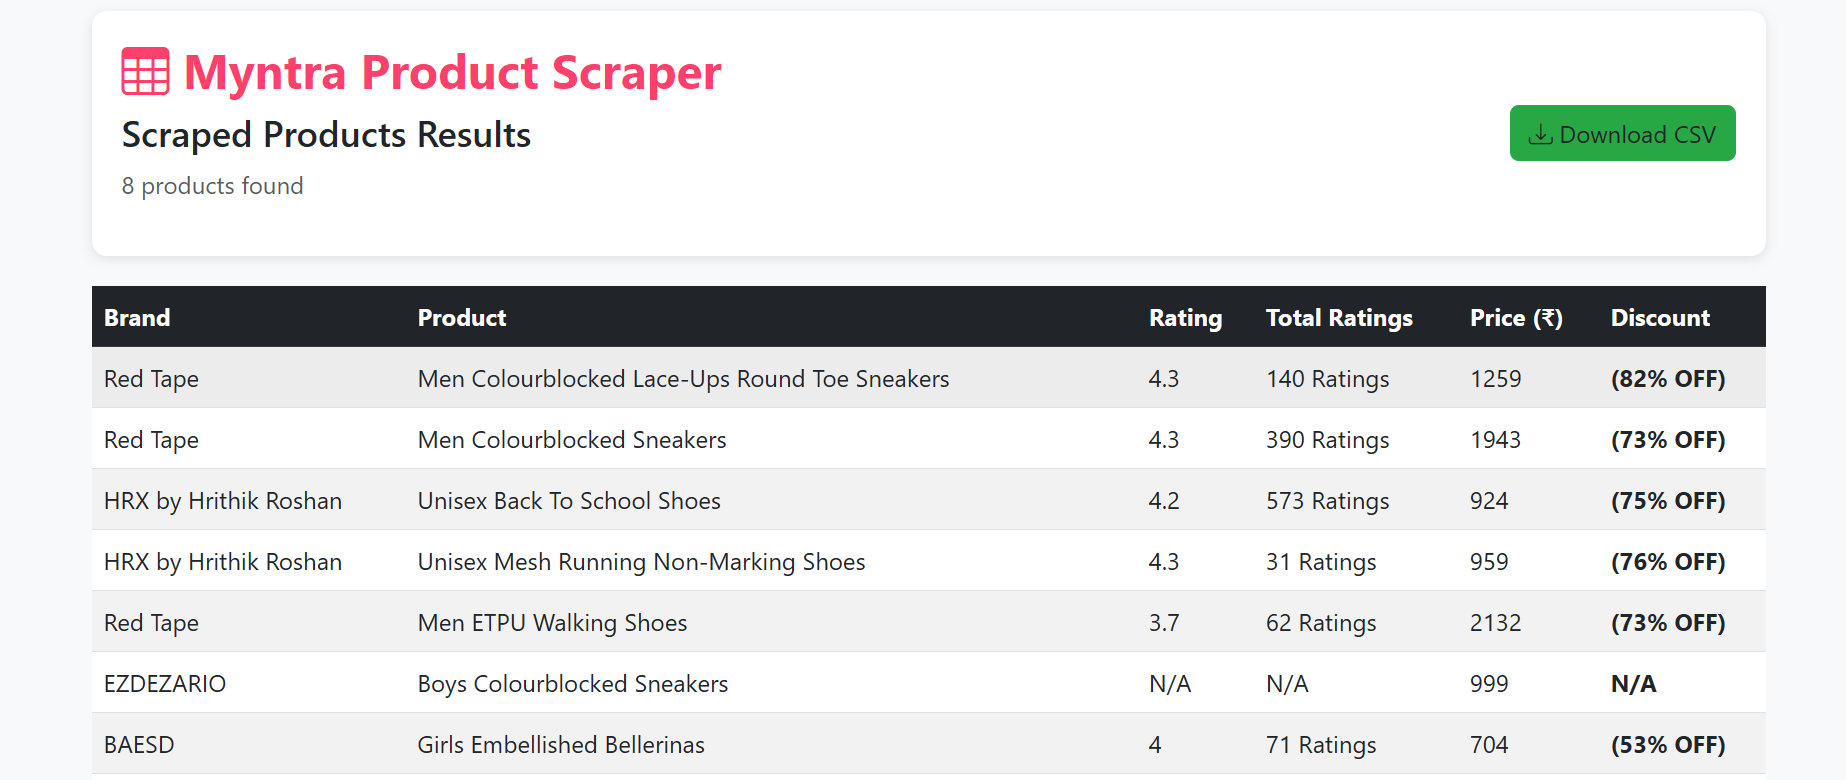 Myntra Product Scraper
Scraped Products Results
8 products found
Download CSV
Brand Product Rating Total Ratings Price (₹) Discount
Red Tape Men Colourblocked Lace-Ups Round Toe Sneakers 4.3 140 Ratings 1259 (82% OFF)
Red Tape Men Colourblocked Sneakers 4.3 390 Ratings 1943 (73% OFF)
HRX by Hrithik Roshan Unisex Back To School Shoes 4.2 573 Ratings 924 (75% OFF)
HRX by Hrithik Roshan Unisex Mesh Running Non-Marking Shoes 4.3 31 Ratings 959 (76% OFF)
Red Tape Men ETPU Walking Shoes 3.7 62 Ratings 2132 (73% OFF)
EZDEZARIO Boys Colourblocked Sneakers N/A N/A 999 N/A
BAESD Girls Embellished Bellerinas 4 71 Ratings 704 (53% OFF)